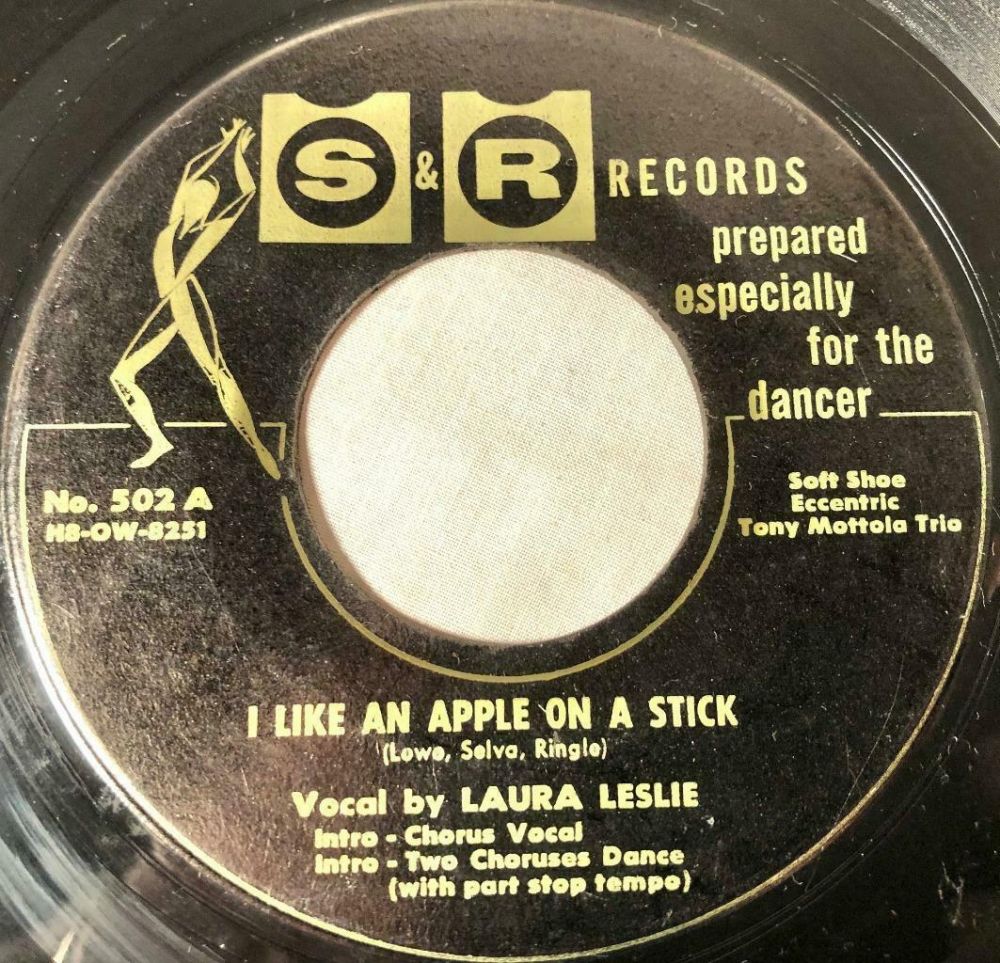 S & R RECORDS
prepared
especially
for the
dancer
No. 502 A
HB-OW-8251
Soft Shoe
Eccentric
Tony Mottola Trio
I LIKE AN APPLE ON A STICK
(Lowe, Selva, Ringle)
Vocal by LAURA LESLIE
Intro - Chorus Vocal
Intro - Two Choruses Dance
(with part stop tempo)